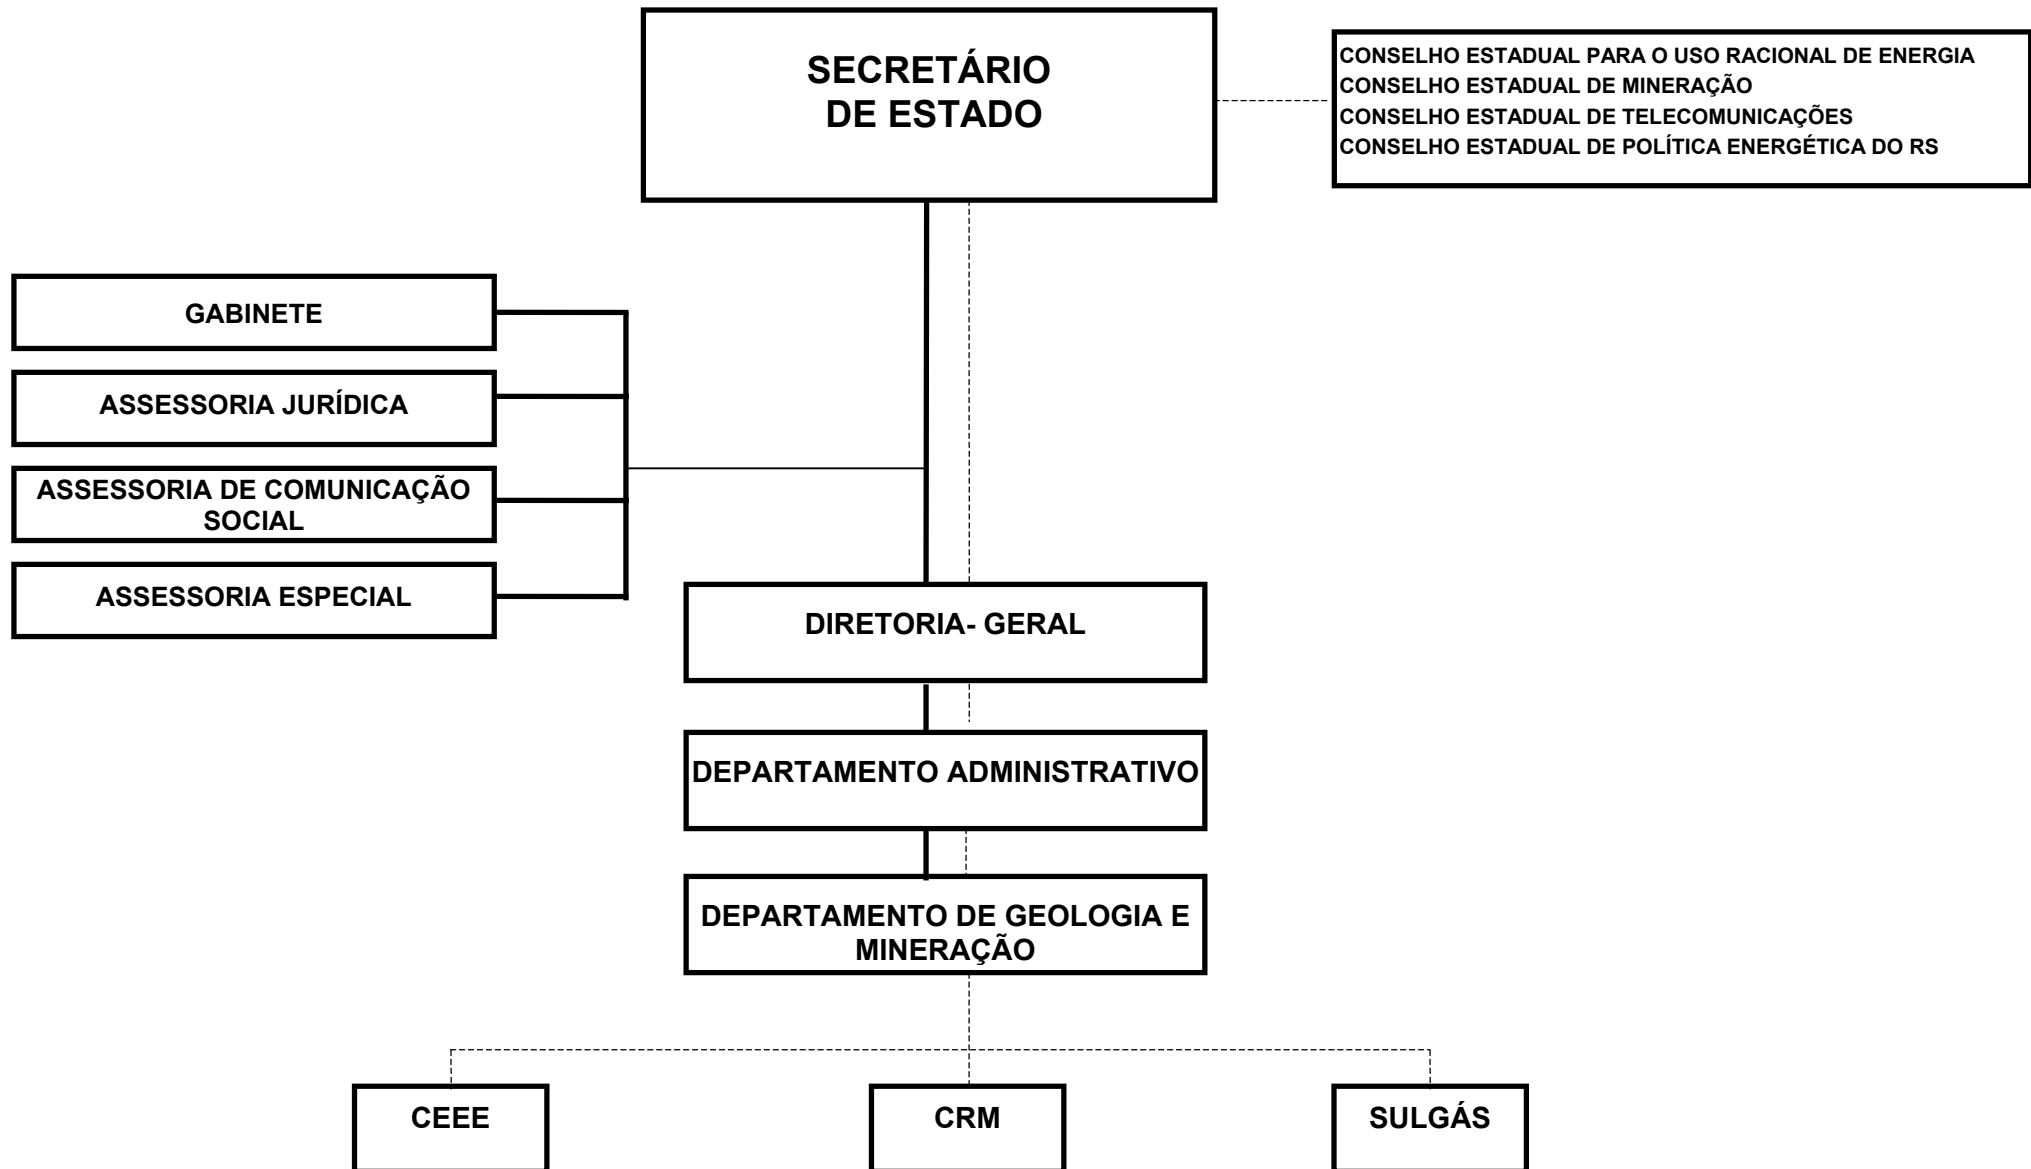 SECRETÁRIO
DE ESTADO
CONSELHO ESTADUAL PARA O USO RACIONAL DE ENERGIA
CONSELHO ESTADUAL DE MINERAÇÃO
CONSELHO ESTADUAL DE TELECOMUNICAÇÕES
CONSELHO ESTADUAL DE POLÍTICA ENERGÉTICA DO RS
GABINETE
ASSESSORIA JURÍDICA
ASSESSORIA DE COMUNICAÇÃO
SOCIAL
ASSESSORIA ESPECIAL
DIRETORIA- GERAL
DEPARTAMENTO ADMINISTRATIVO
DEPARTAMENTO DE GEOLOGIA E
MINERAÇÃO
CEEE
CRM
SULGÁS